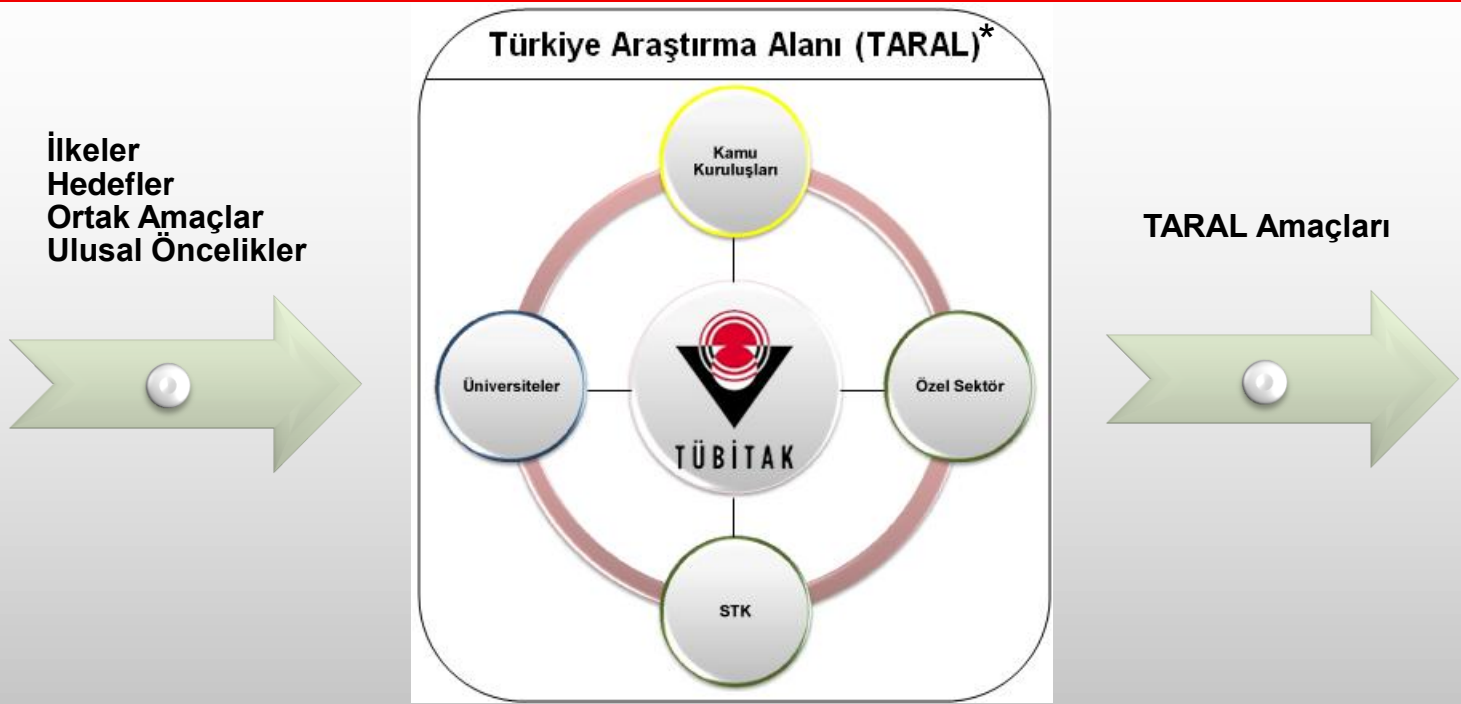 Türkiye Araştırma Alanı (TARAL)*
İlkeler
Hedefler
Ortak Amaçlar
Ulusal Öncelikler
Kamu
Kuruluşları
Üniversiteler
TÜBİTAK
Özel Sektör
STK
TARAL Amaçları